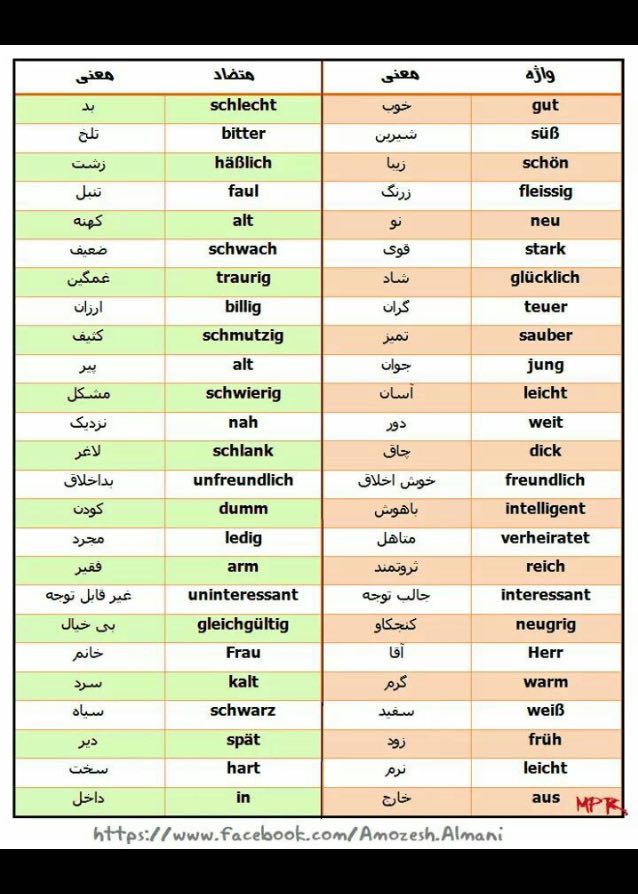 واژه معنی متضاد معنی
gut خوب schlecht بد
süß شیرین bitter تلخ
schön زیبا häßlich زشت
fleissig زرنگ faul تنبل
neu نو alt کهنه
stark قوی schwach ضعیف
glücklich شاد traurig غمگین
teuer گران billig ارزان
sauber تمیز schmutzig کثیف
jung جوان alt پیر
leicht آسان schwierig مشکل
weit دور nah نزدیک
dick چاق schlank لاغر
freundlich خوش اخلاق unfreundlich بداخلاق
intelligent باهوش dumm کودن
verheiratet متاهل ledig مجرد
reich ثروتمند arm فقیر
interessant جالب توجه uninteressant غیر قابل توجه
neugrig کنجکاو gleichgültig بی خیال
Herr آقا Frau خانم
warm گرم kalt سرد
weiß سفید schwarz سیاه
früh زود spät دیر
leicht نرم hart سخت
aus خارج in داخل
https://www.facebook.com/Amozesh.Almani